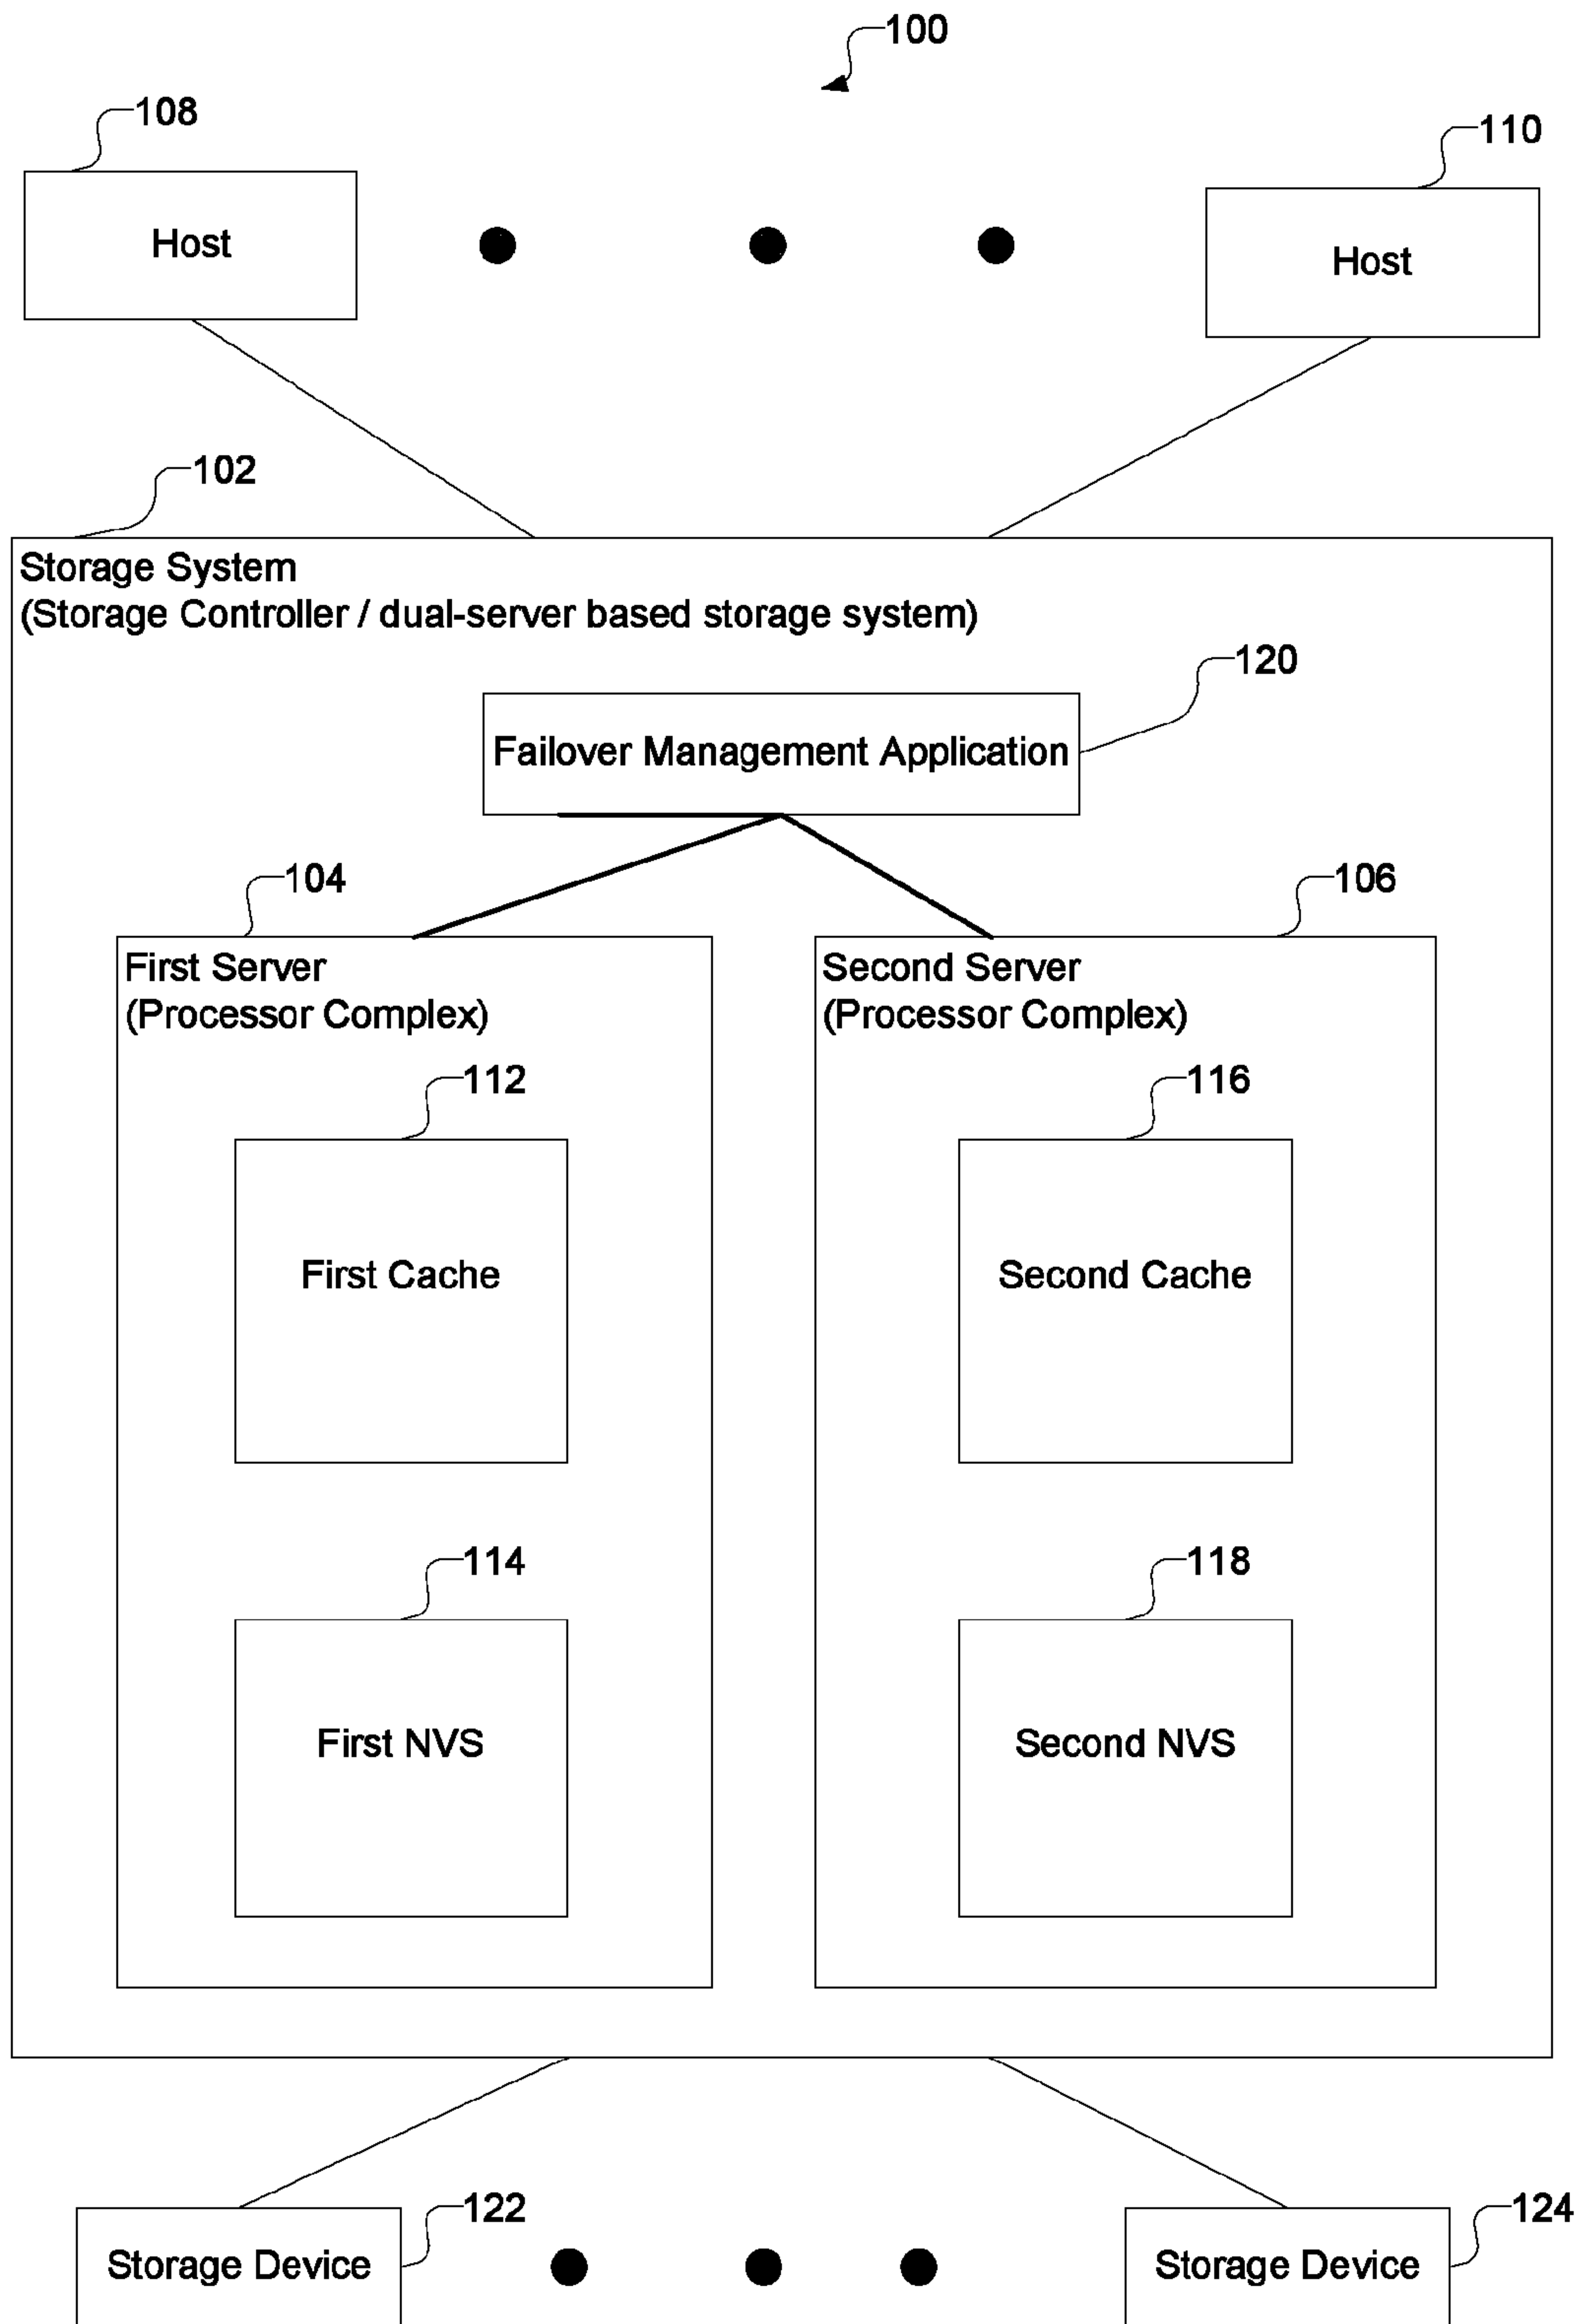 100
108
110
Host
Host
102
Storage System
(Storage Controller / dual-server based storage system)
120
Failover Management Application
104
106
First Server
(Processor Complex)
Second Server
(Processor Complex)
112
116
First Cache
Second Cache
114
118
First NVS
Second NVS
122
124
Storage Device
Storage Device